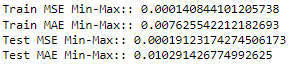 Train MSE Min-Max:: 0.000140844101205738
Train MAE Min-Max:: 0.007625542212182693
Test MSE Min-Max:: 0.00019123174274506173
Test MAE Min-Max:: 0.010291426774992625